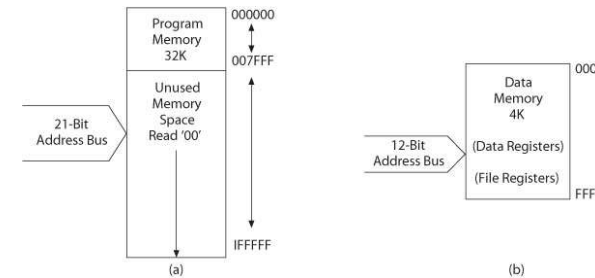 Program
Memory
32K
000000
007FFF
Unused
Memory
Space
Read '00'
21-Bit
Address Bus
IFFFFF
(a)
Data
Memory
4K
(Data Registers)
(File Registers)
000
12-Bit
Address Bus
FFF
(b)